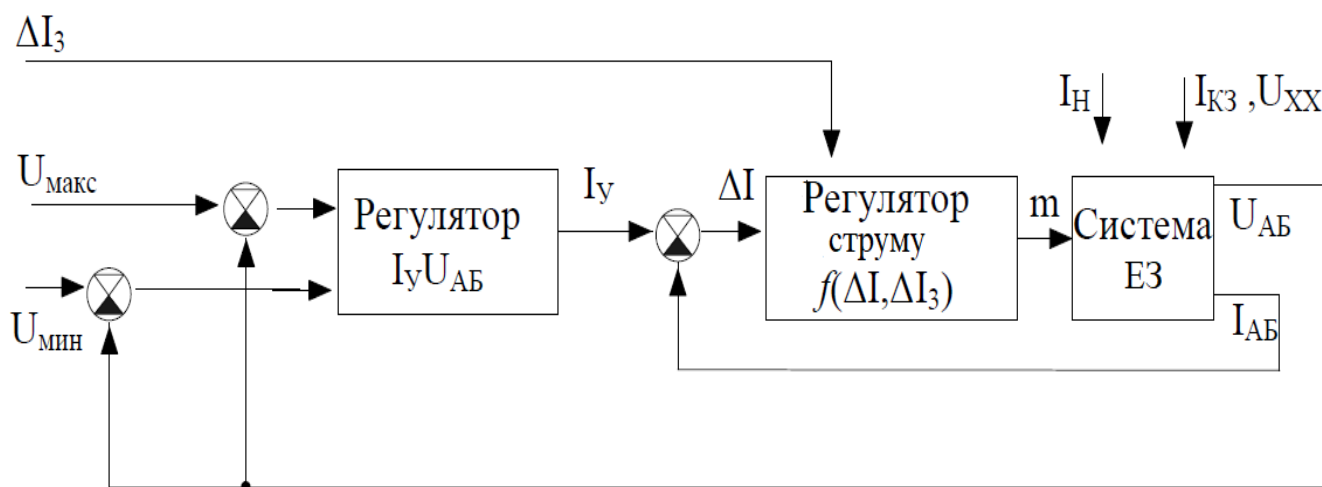 ΔI₃
I_Н
I_КЗ ,U_ХХ
U_макс
Регулятор
I_УU_АБ
I_У
ΔI
Регулятор
струму
f(ΔI,ΔI₃)
m
Система
ЕЗ
U_АБ
I_АБ
U_мин